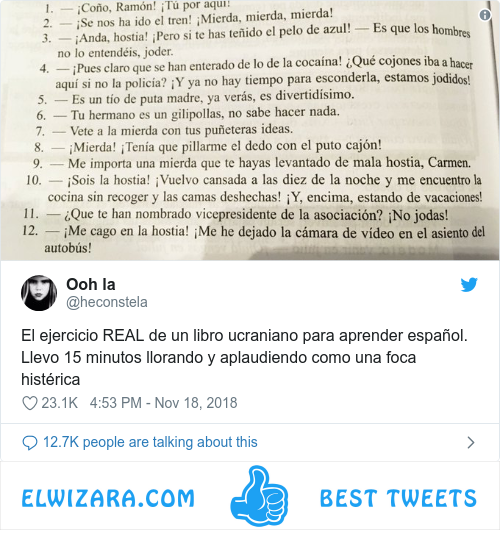 1. — ¡Coño, Ramón! ¡Tú por aquí!
2. — ¡Se nos ha ido el tren! ¡Mierda, mierda, mierda!
3. — ¡Anda, hostia! ¡Pero si te has teñido el pelo de azul! — Es que los hombres
no lo entendéis, joder.
4. — ¡Pues claro que se han enterado de lo de la cocaína! ¿Qué cojones iba a hacer
aquí si no la policía? ¡Y ya no hay tiempo para esconderla, estamos jodidos!
5. — Es un tío de puta madre, ya verás, es divertidísimo.
6. — Tu hermano es un gilipollas, no sabe hacer nada.
7. — Vete a la mierda con tus puñeteras ideas.
8. — ¡Mierda! ¡Tenía que pillarme el dedo con el puto cajón!
9. — Me importa una mierda que te hayas levantado de mala hostia, Carmen.
10. — ¡Sois la hostia! ¡Vuelvo cansada a las diez de la noche y me encuentro la
cocina sin recoger y las camas deshechas! ¡Y, encima, estando de vacaciones!
11. — ¿Que te han nombrado vicepresidente de la asociación? ¡No jodas!
12. — ¡Me cago en la hostia! ¡Me he dejado la cámara de vídeo en el asiento del
autobús!
Ooh la
@heconstela
El ejercicio REAL de un libro ucraniano para aprender español.
Llevo 15 minutos llorando y aplaudiendo como una foca
histérica
23.1K 4:53 PM - Nov 18, 2018
12.7K people are talking about this
ELWIZARA.COM BEST TWEETS